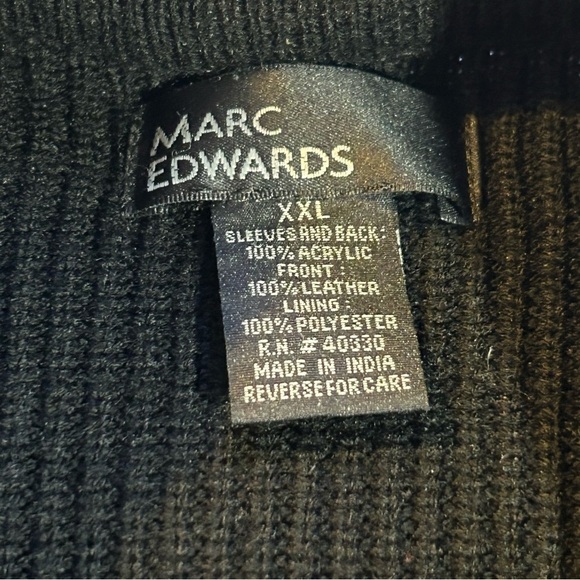 MARC
EDWARDS
XXL
SLEEVES AND BACK:
100% ACRYLIC
FRONT :
100% LEATHER
LINING :
100% POLYESTER
R.N. # 40330
MADE IN INDIA
REVERSE FOR CARE